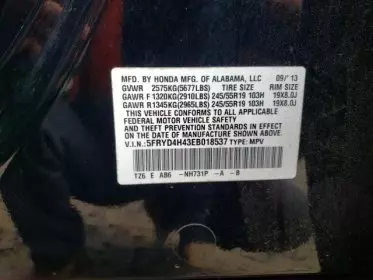 MFD. BY HONDA MFG. OF ALABAMA, LLC 09/'13
GVWR 2575KG(5677LBS) TIRE SIZE RIM SIZE
GAWR F 1320KG(2910LBS) 245/55R19 103H 19X8.0J
GAWR R1345KG(2965LBS) 245/55R19 103H 19X8.0J
THIS VEHICLE CONFORMS TO ALL APPLICABLE
FEDERAL MOTOR VEHICLE SAFETY AND THEFT
PREVENTION STANDARDS IN EFFECT ON THE DATE
OF MANUFACTURE SHOWN ABOVE.
V.I.N.: 5FRYD4H43EB018537 TYPE: MPV
TZ6 E A86 -NH731P -A -B